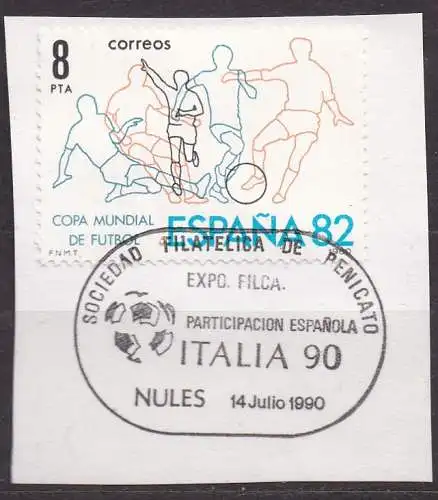 8
PTA
correos
COPA MUNDIAL
DE FUTBOL
ESPAÑA 82
F.N.M.T.
SOCIEDAD FILATELICA DE PENICATO
EXPO. FILCA.
PARTICIPACION ESPAÑOLA
ITALIA 90
NULES 14 Julio 1990